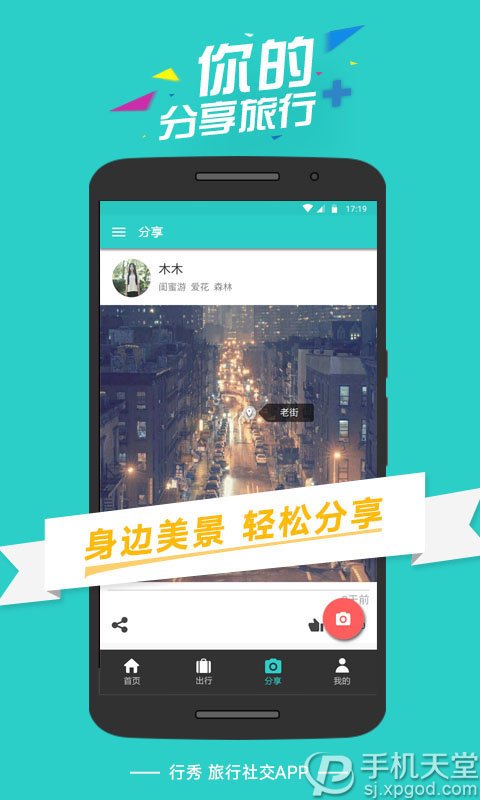 你的
分享旅行+
17:19
分享
木木
闺蜜游 爱花 森林
老街
身边美景 轻松分享
天前
首页
出行
分享
我的
行秀 旅行社交APP
手机天堂
sj.xpgod.com